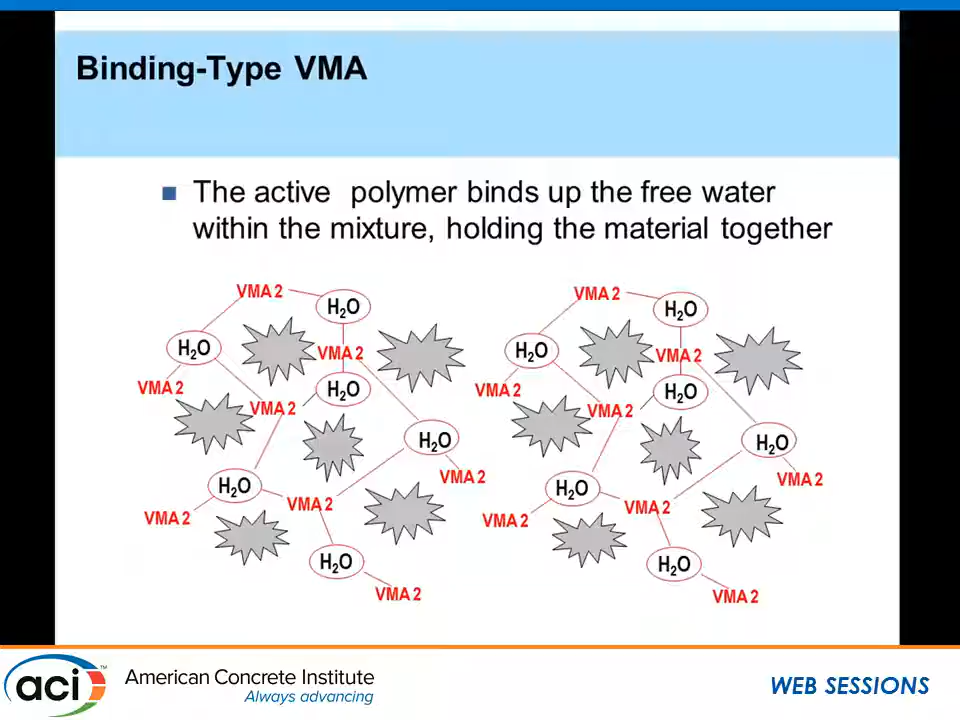 Binding-Type VMA
The active polymer binds up the free water
within the mixture, holding the material together
VMA 2
H₂O
H₂O
VMA 2
VMA 2
H₂O
VMA 2
H₂O
VMA 2
H₂O
VMA 2
VMA 2
H₂O
VMA 2
VMA 2
H₂O
H₂O
VMA 2
VMA 2
H₂O
VMA 2
H₂O
VMA 2
H₂O
VMA 2
VMA 2
H₂O
VMA 2
aci™
American Concrete Institute
Always advancing
WEB SESSIONS